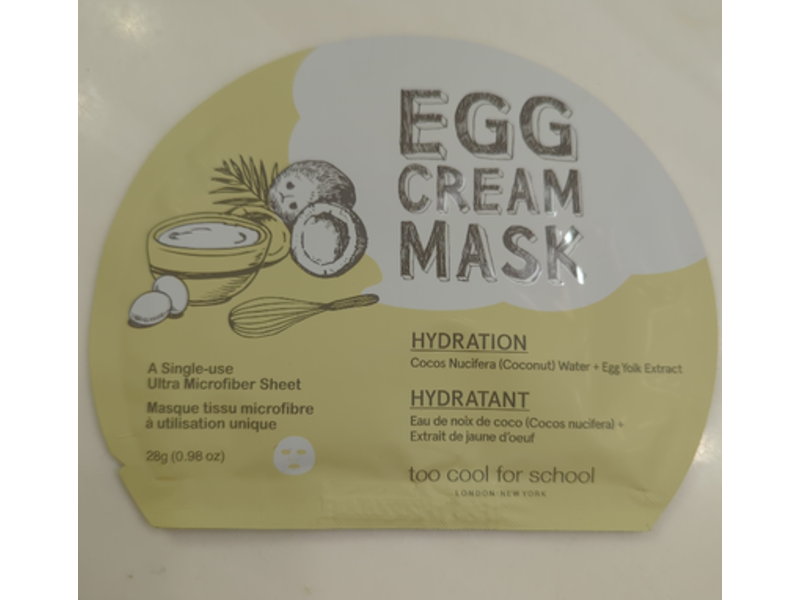 EGG
CREAM
MASK
HYDRATION
Cocos Nucifera (Coconut) Water + Egg Yolk Extract
HYDRATANT
Eau de noix de coco (Cocos nucifera) +
Extrait de jaune d'oeuf
A Single-use
Ultra Microfiber Sheet
Masque tissu microfibre
à utilisation unique
28g (0.98 oz)
too cool for school
LONDON·NEW YORK